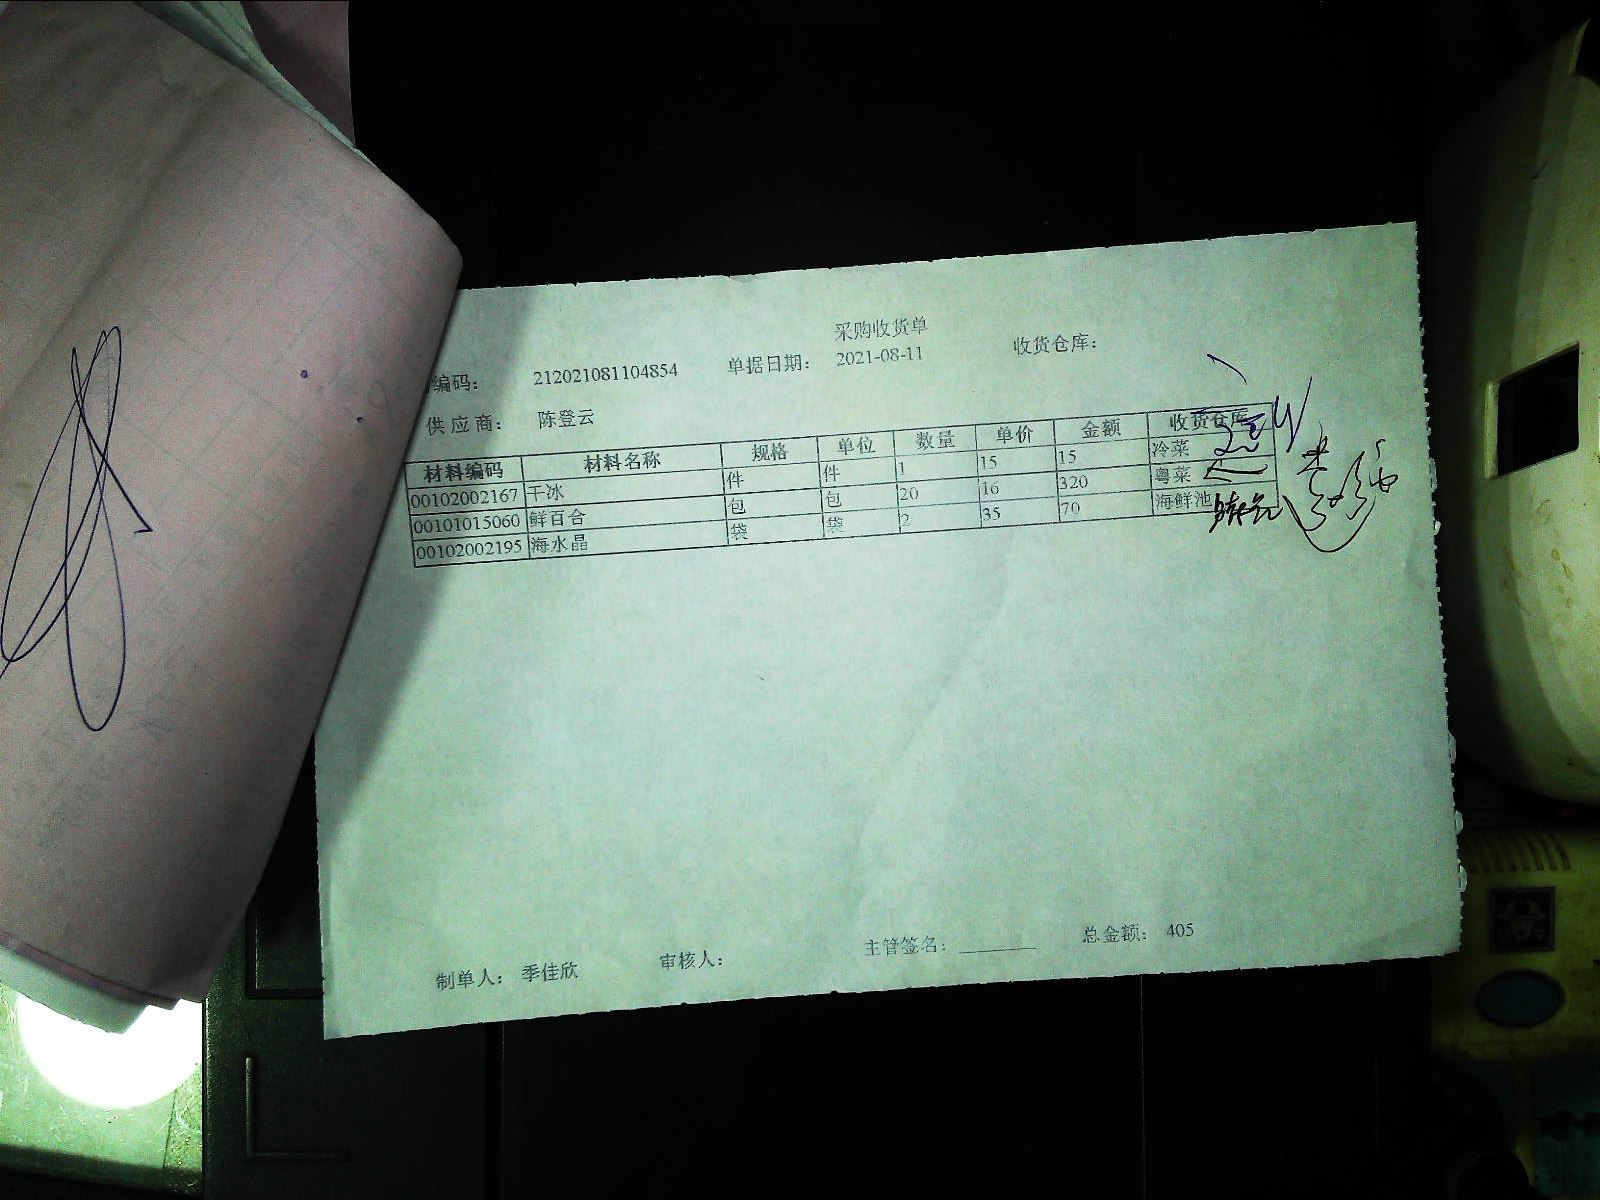 采购收货单
编码： 212021081104854 单据日期： 2021-08-11 收货仓库：
供应商： 陈登云
材料编码 材料名称 规格 单位 数量 单价 金额 收货仓库
00102002167 干冰 件 件 1 15 15 冷菜
00101015060 鲜百合 包 包 20 16 320 粤菜
00102002195 海水晶 袋 袋 2 35 70 海鲜池
制单人： 季佳欣 审核人： 主管签名： 总金额： 405